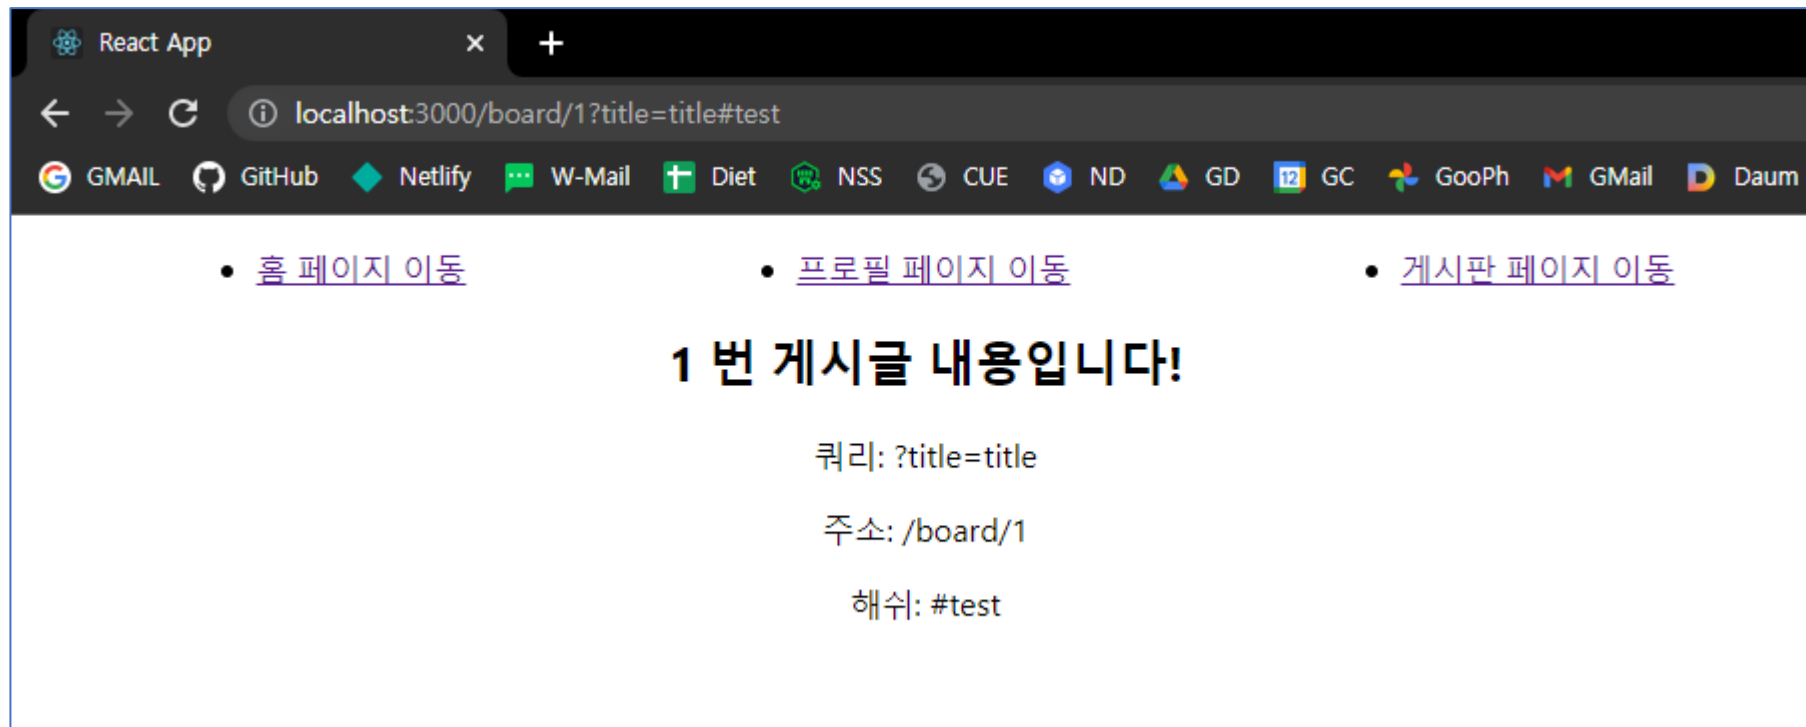 React App
localhost:3000/board/1?title=title#test
GMAIL GitHub Netlify W-Mail Diet NSS CUE ND GD 12 GC GooPh GMail Daum
• 홈 페이지 이동 • 프로필 페이지 이동 • 게시판 페이지 이동
1 번 게시글 내용입니다!
쿼리: ?title=title
주소: /board/1
해쉬: #test